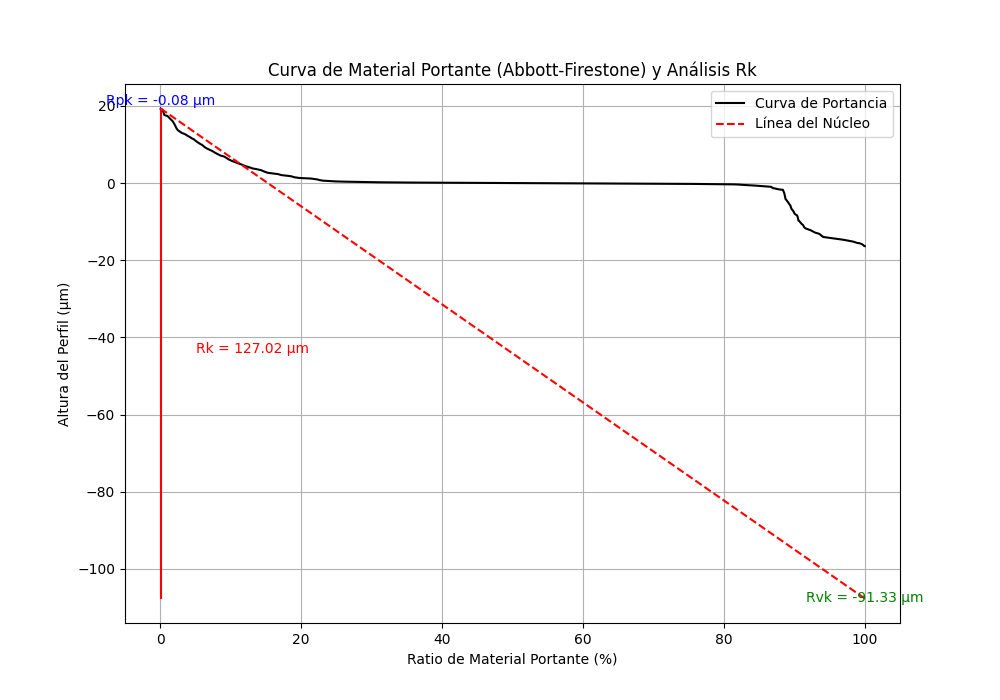 Curva de Material Portante (Abbott-Firestone) y Análisis Rk
Rpk = -0.08 µm
Curva de Portancia
Línea del Núcleo
20
0
−20
−40
−60
−80
−100
Altura del Perfil (µm)
Rk = 127.02 µm
Rvk = -91.33 µm
0
20
40
60
80
100
Ratio de Material Portante (%)